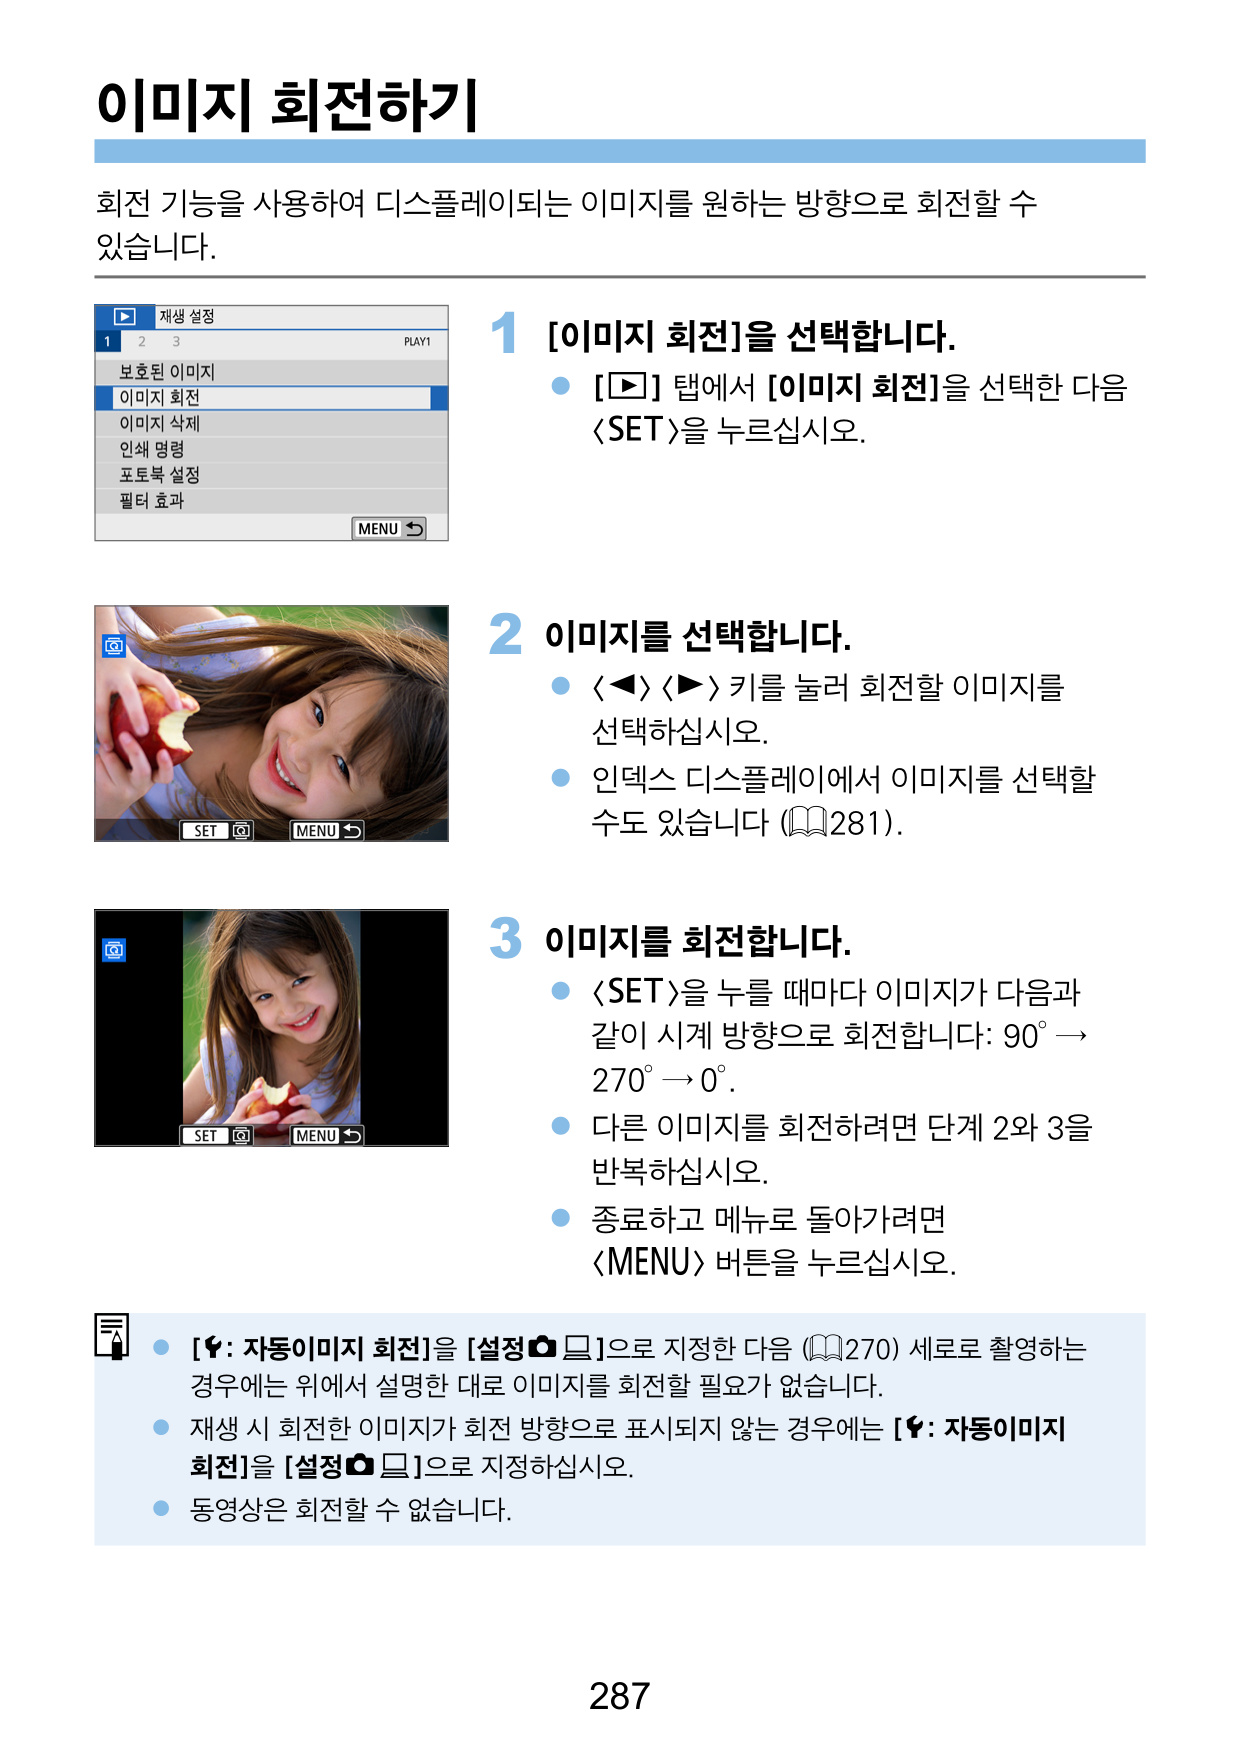 이미지 회전하기
회전 기능을 사용하여 디스플레이되는 이미지를 원하는 방향으로 회전할 수
있습니다.
재생 설정
1 2 3 PLAY1
보호된 이미지
이미지 회전
이미지 삭제
인쇄 명령
포토북 설정
필터 효과
MENU
1 [이미지 회전]을 선택합니다.
● [▶] 탭에서 [이미지 회전]을 선택한 다음
〈SET〉을 누르십시오.
SET MENU
2 이미지를 선택합니다.
● 〈◀〉〈▶〉 키를 눌러 회전할 이미지를
선택하십시오.
● 인덱스 디스플레이에서 이미지를 선택할
수도 있습니다 (281).
SET MENU
3 이미지를 회전합니다.
● 〈SET〉을 누를 때마다 이미지가 다음과
같이 시계 방향으로 회전합니다: 90° →
270° → 0°.
● 다른 이미지를 회전하려면 단계 2와 3을
반복하십시오.
● 종료하고 메뉴로 돌아가려면
〈MENU〉 버튼을 누르십시오.
● [: 자동이미지 회전]을 [설정]으로 지정한 다음 (270) 세로로 촬영하는
경우에는 위에서 설명한 대로 이미지를 회전할 필요가 없습니다.
● 재생 시 회전한 이미지가 회전 방향으로 표시되지 않는 경우에는 [: 자동이미지
회전]을 [설정]으로 지정하십시오.
● 동영상은 회전할 수 없습니다.
287